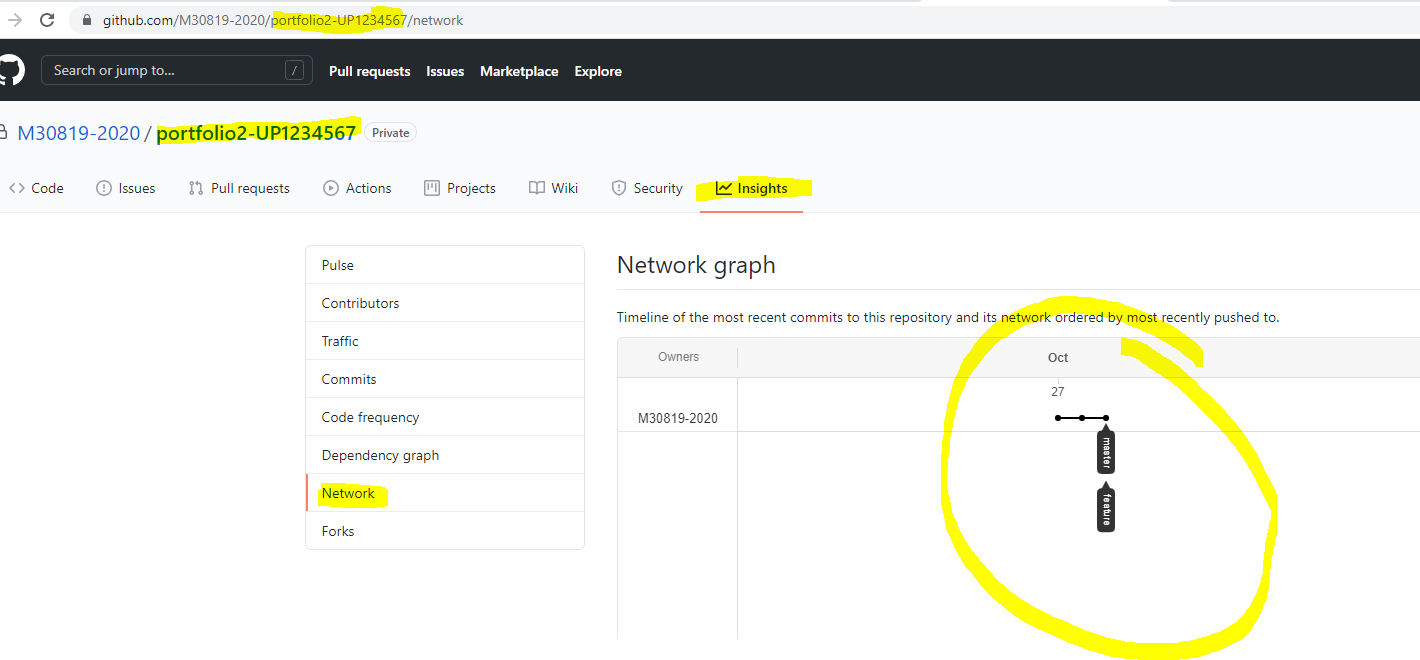 github.com/M30819-2020/portfolio2-UP1234567/network
Search or jump to... / Pull requests Issues Marketplace Explore
M30819-2020 / portfolio2-UP1234567 Private
Code Issues Pull requests Actions Projects Wiki Security Insights
Pulse
Contributors
Traffic
Commits
Code frequency
Dependency graph
Network
Forks
Network graph
Timeline of the most recent commits to this repository and its network ordered by most recently pushed to.
Owners Oct
27
M30819-2020
master
feature